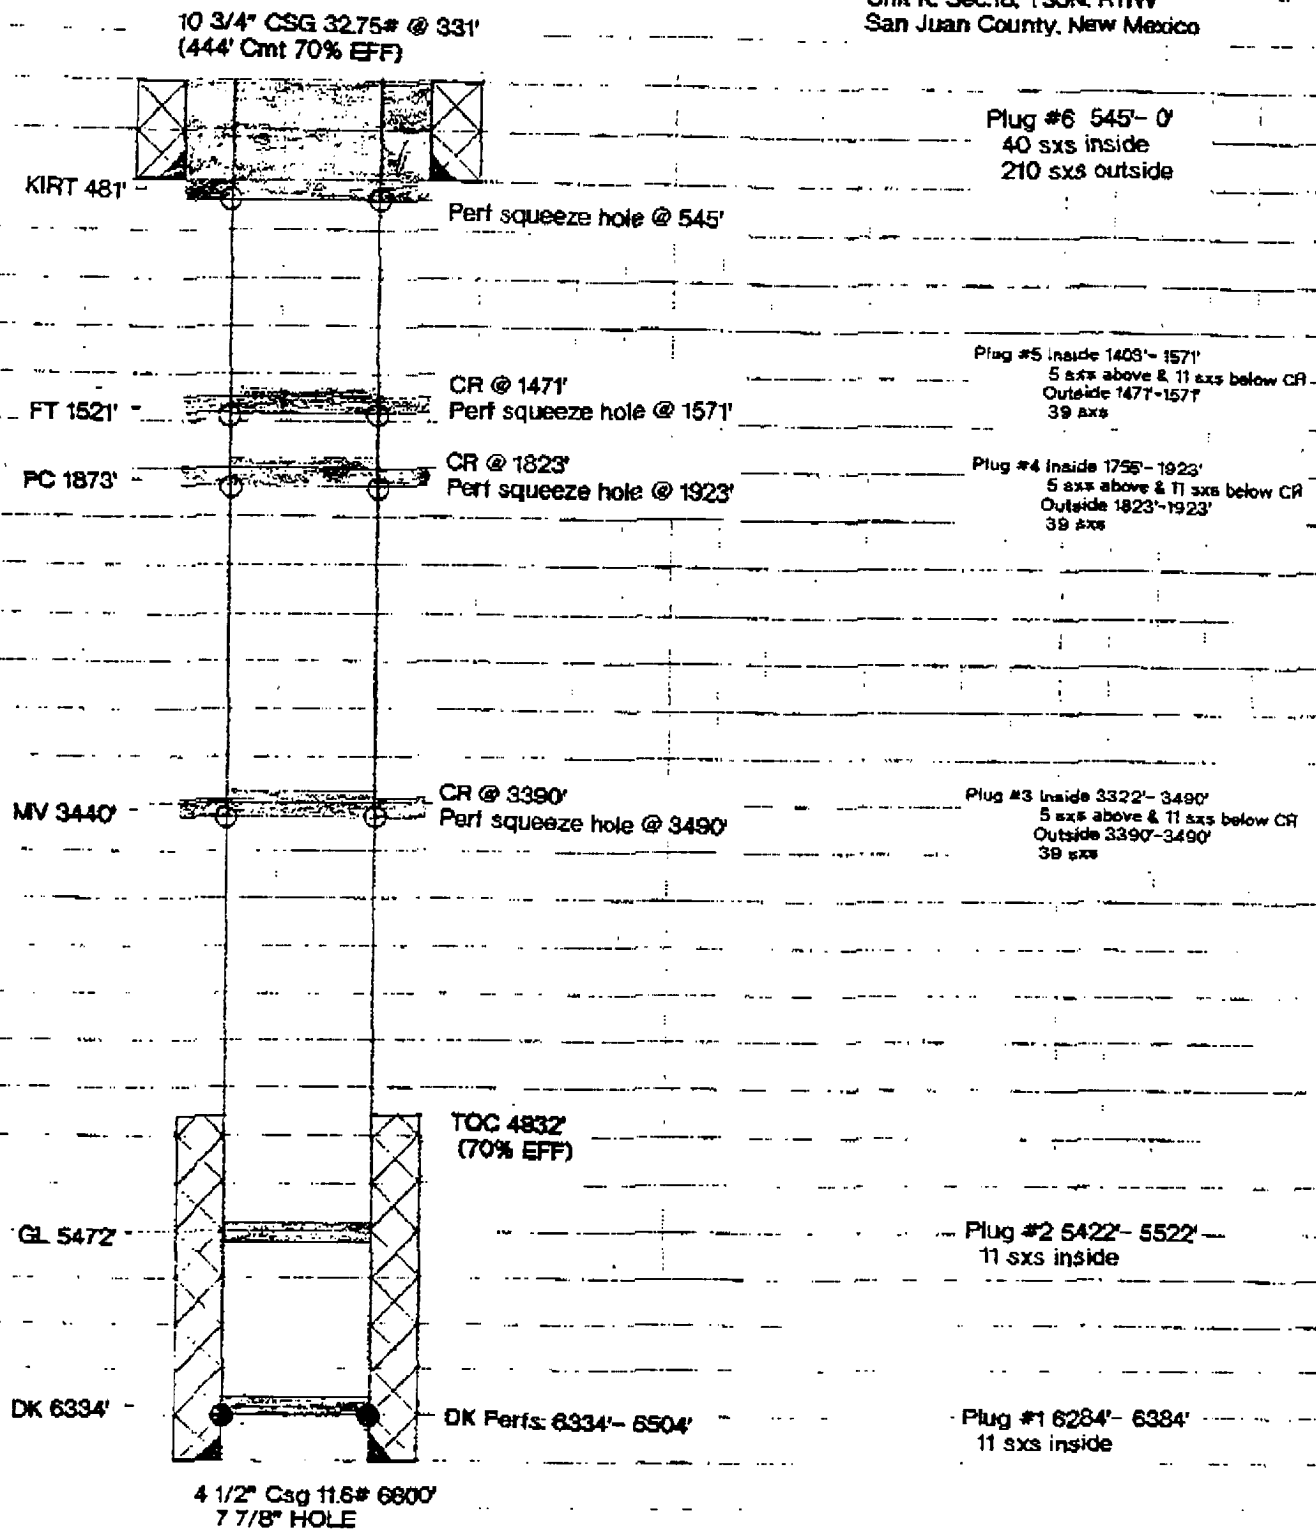 San Juan County, New Mexico
10 3/4" CSG 32.75# @ 331'
(444' Cmt 70% EFF)
Plug #6 545'- 0'
40 sxs inside
210 sxs outside
KIRT 481'
Perf squeeze hole @ 545'
Plug #5 Inside 1403'- 1571'
5 sxs above & 11 sxs below CR
Outside 1471'-1571'
39 sxs
CR @ 1471'
Perf squeeze hole @ 1571'
FT 1521'
CR @ 1823'
Perf squeeze hole @ 1923'
PC 1873'
Plug #4 Inside 1755'- 1923'
5 sxs above & 11 sxs below CR
Outside 1823'-1923'
39 sxs
MV 3440'
CR @ 3390'
Perf squeeze hole @ 3490'
Plug #3 Inside 3322'- 3490'
5 sxs above & 11 sxs below CR
Outside 3390'-3490'
39 sxs
TOC 4832'
(70% EFF)
GL 5472'
Plug #2 5422'- 5522'
11 sxs inside
DK 6334'
DK Perfs: 6334'- 6504'
Plug #1 6284'- 6384'
11 sxs inside
4 1/2" Csg 11.6# 6600'
7 7/8" HOLE